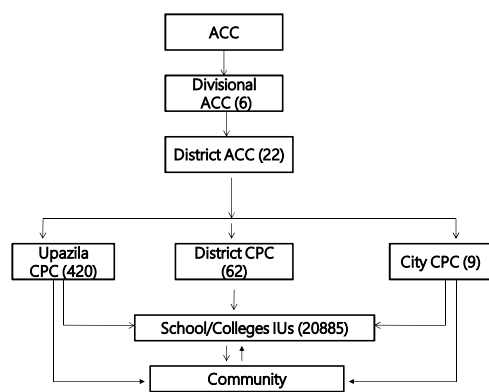 ACC
Divisional
ACC (6)
District ACC (22)
Upazila
CPC (420)
District CPC
(62)
City CPC (9)
School/Colleges IUs (20885)
Community